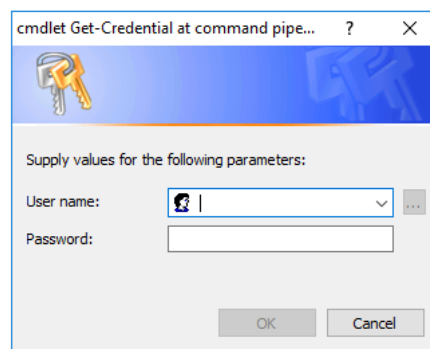 cmdlet Get-Credential at command pipe... ?
Supply values for the following parameters:
User name:
...
Password:
OK Cancel